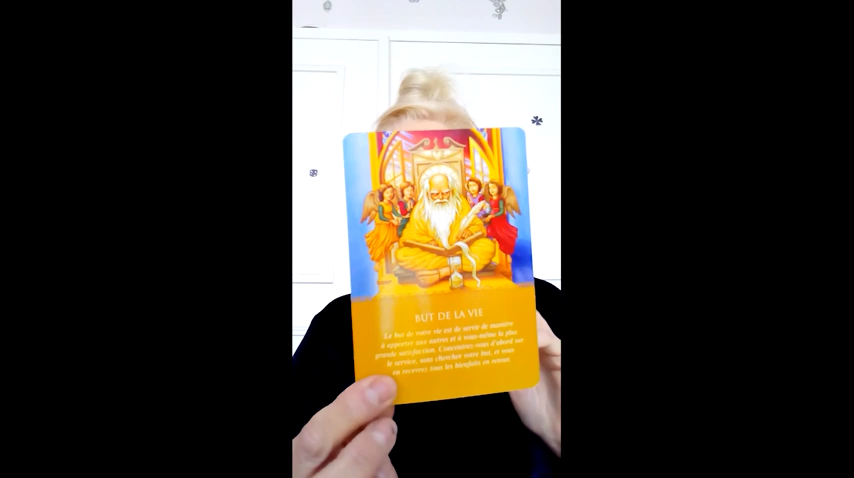 BUT DE LA VIE
Le but de votre vie est de servir de manière
à apporter aux autres et à vous-même la plus
grande satisfaction. Concentrez-vous d'abord sur
le service, sans chercher votre but, et vous
en recevrez tous les bienfaits en retour.